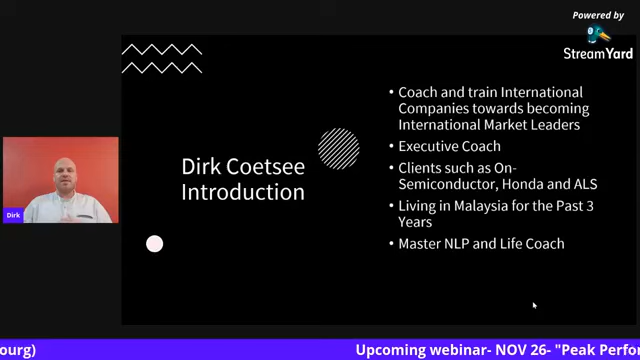 Powered by
StreamYard
• Coach and train International
Companies towards becoming
International Market Leaders
• Executive Coach
• Clients such as On-
Semiconductor, Honda and ALS
• Living in Malaysia for the Past 3
Years
• Master NLP and Life Coach
Dirk Coetsee
Introduction
Dirk
ourg)
Upcoming webinar- NOV 26- "Peak Perfo